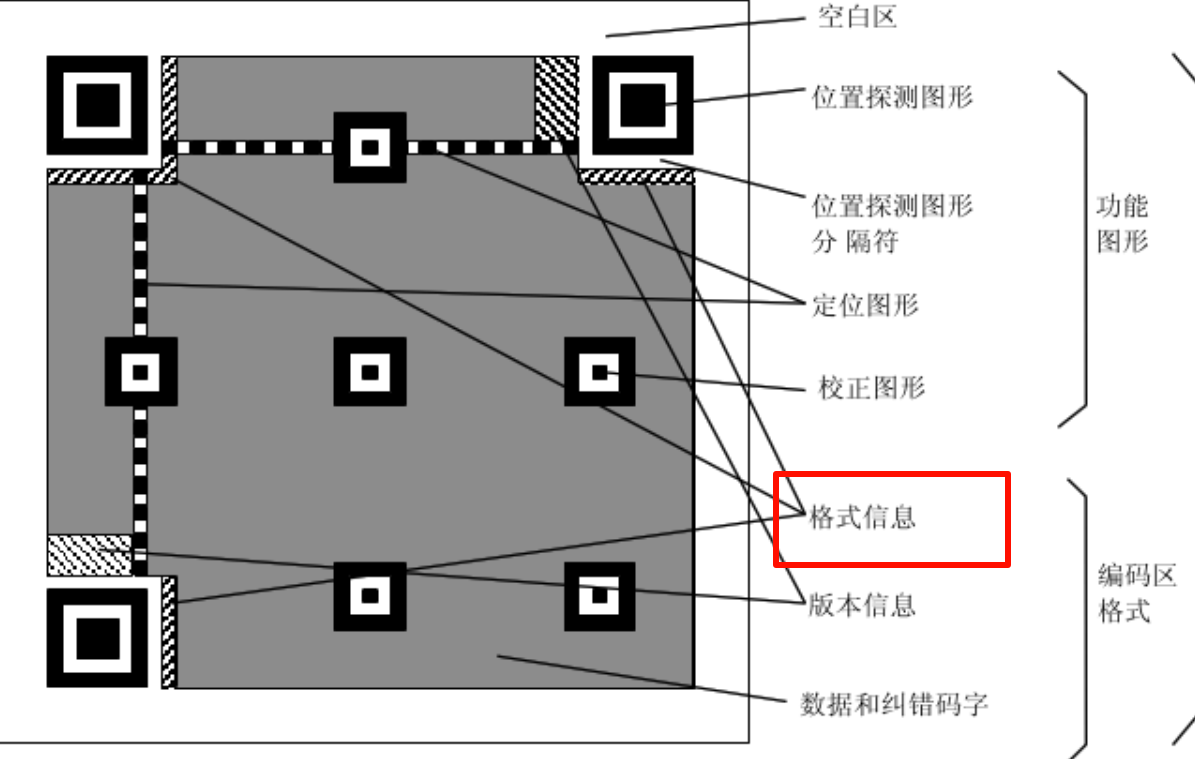 空白区
位置探测图形
位置探测图形
分 隔符
功能
图形
定位图形
校正图形
格式信息
编码区
格式
版本信息
数据和纠错码字